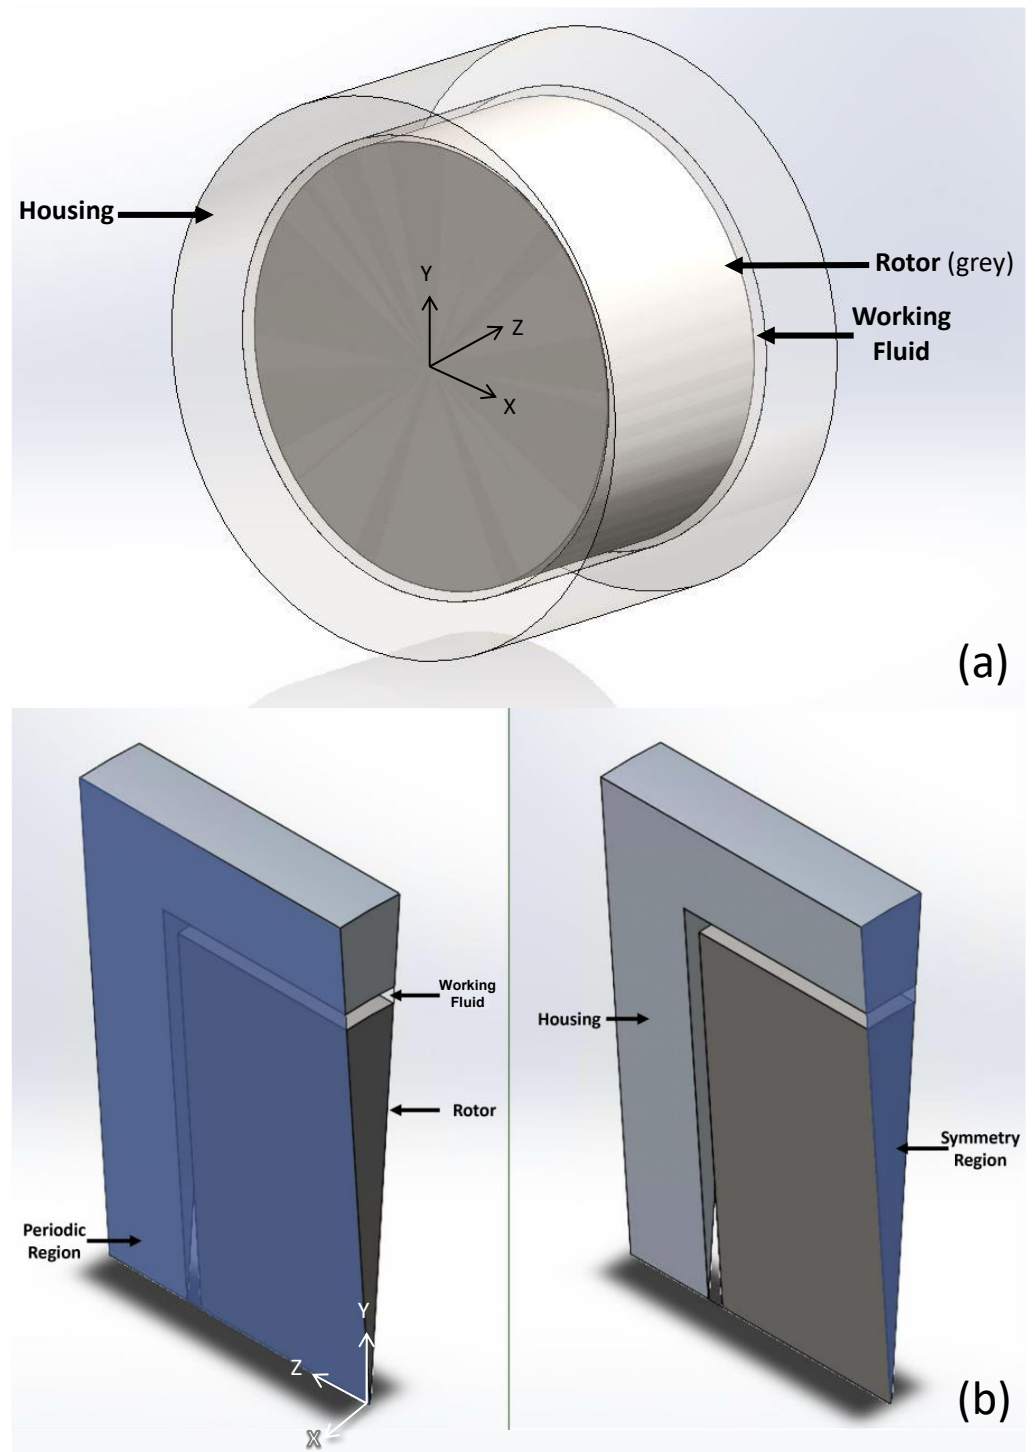 Housing
Rotor (grey)
Working
Fluid
Y
Z
X
(a)
Working
Fluid
Rotor
Periodic
Region
Y
Z
X
Housing
Symmetry
Region
(b)